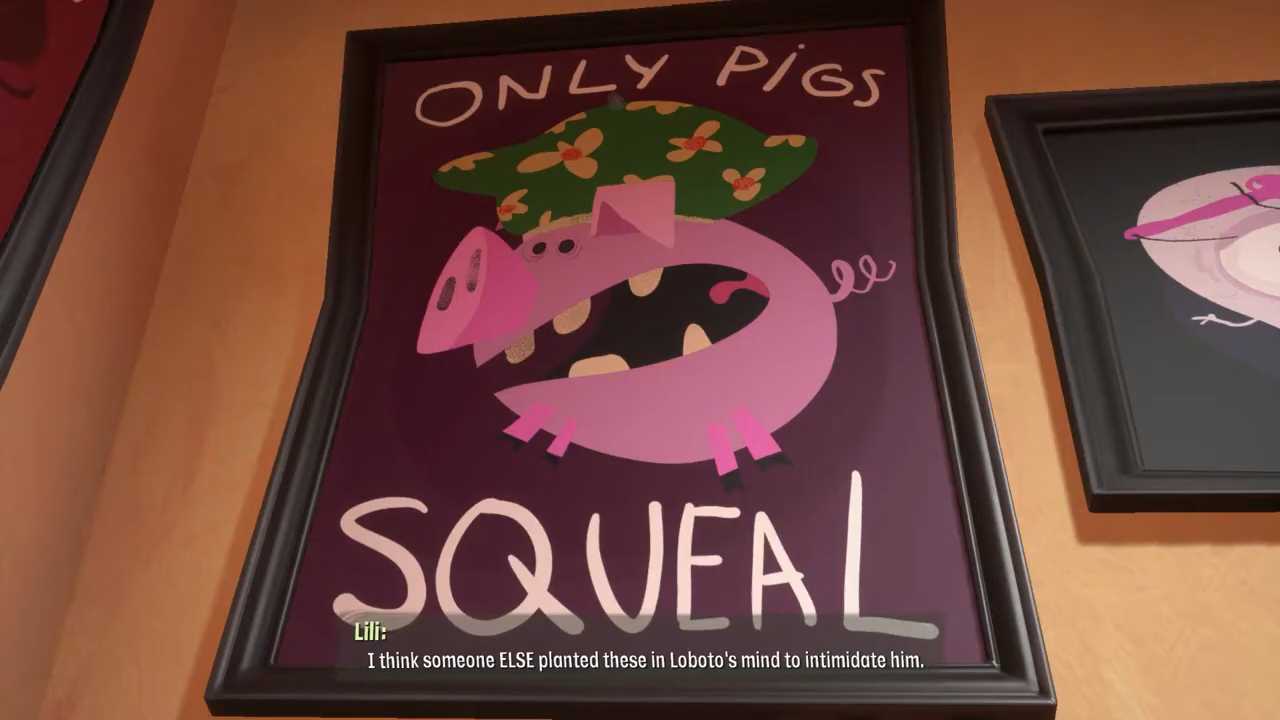 ONLY PIGS
SQUEAL
Lili:
I think someone ELSE planted these in Loboto's mind to intimidate him.